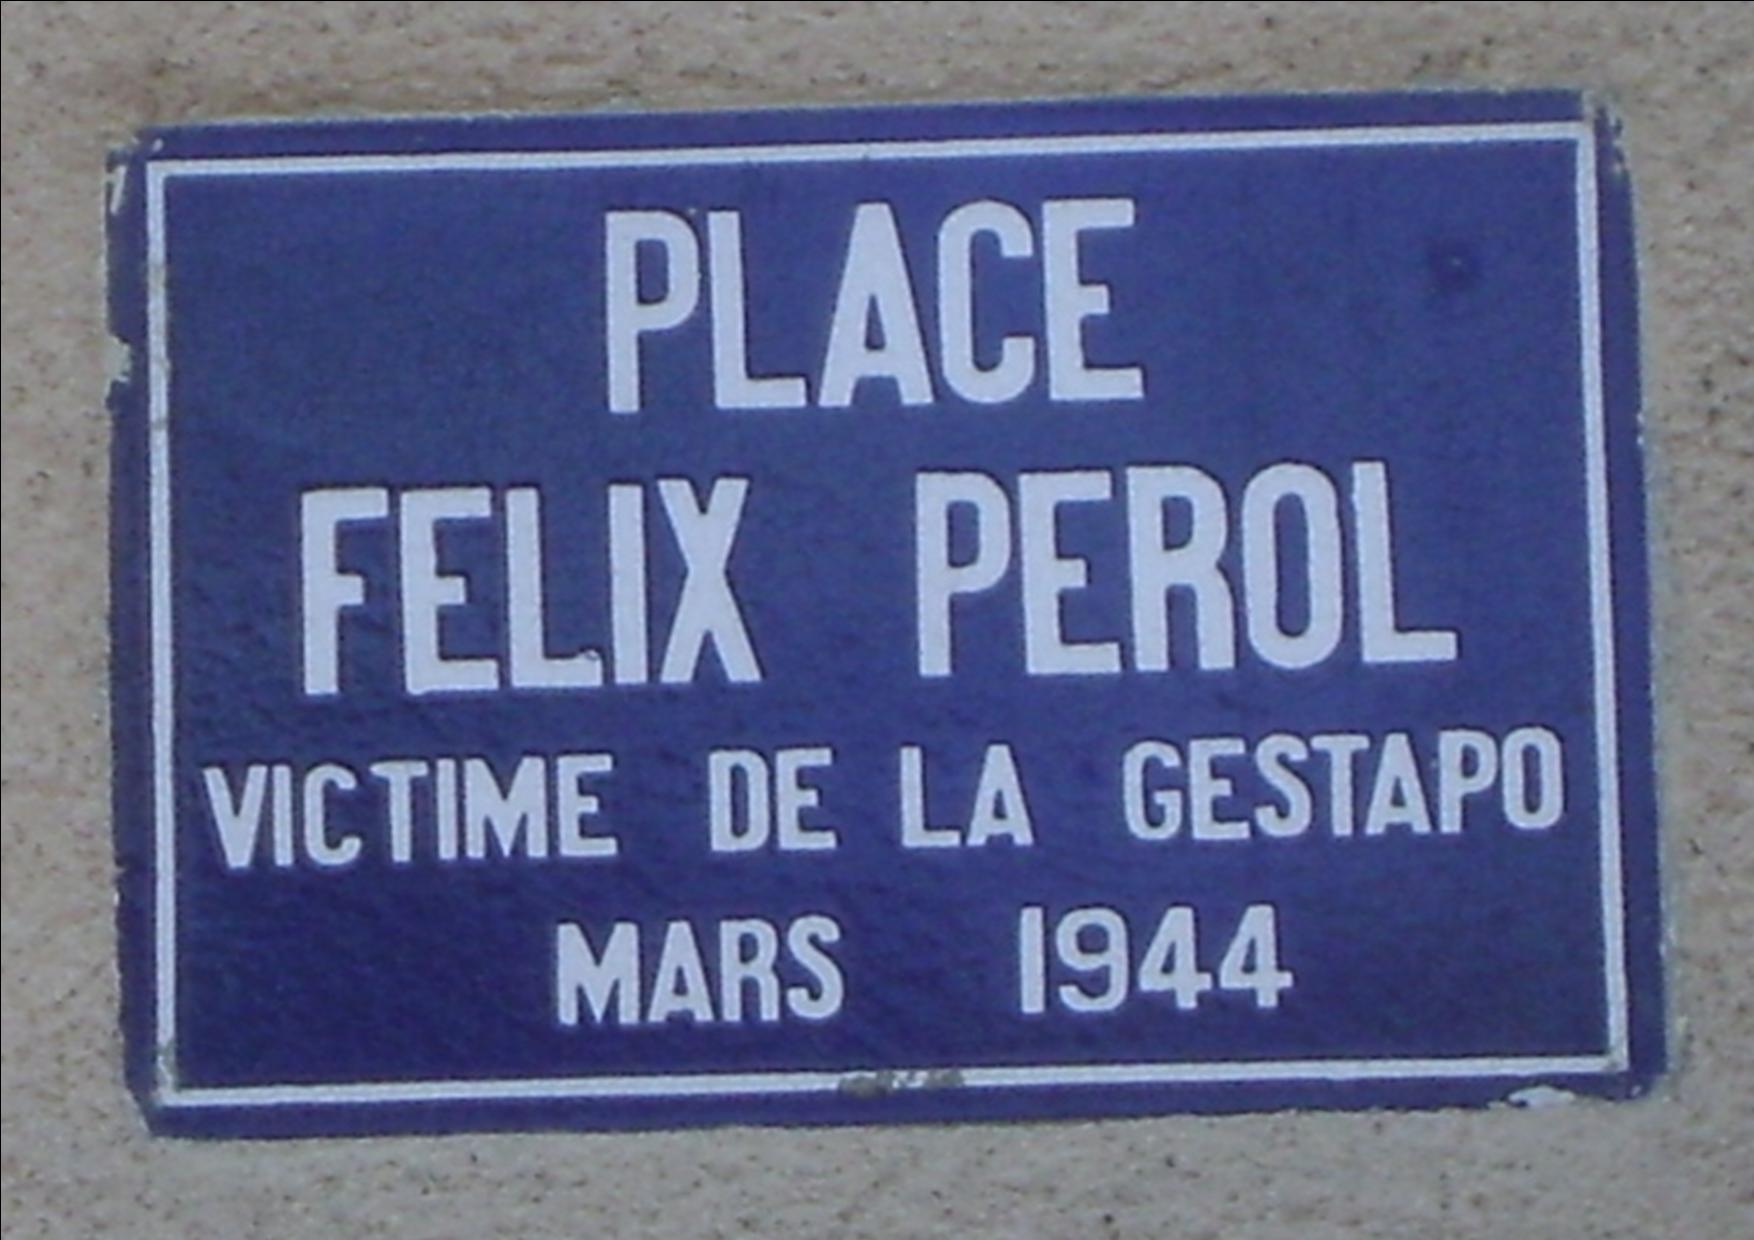 PLACE
FELIX PEROL
VICTIME DE LA GESTAPO
MARS 1944